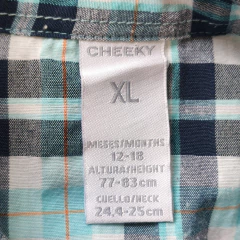 CHEEKY
XL
MESES/MONTHS
12-18
ALTURA/HEIGHT
77-83cm
CUELLO/NECK
24,4-25cm